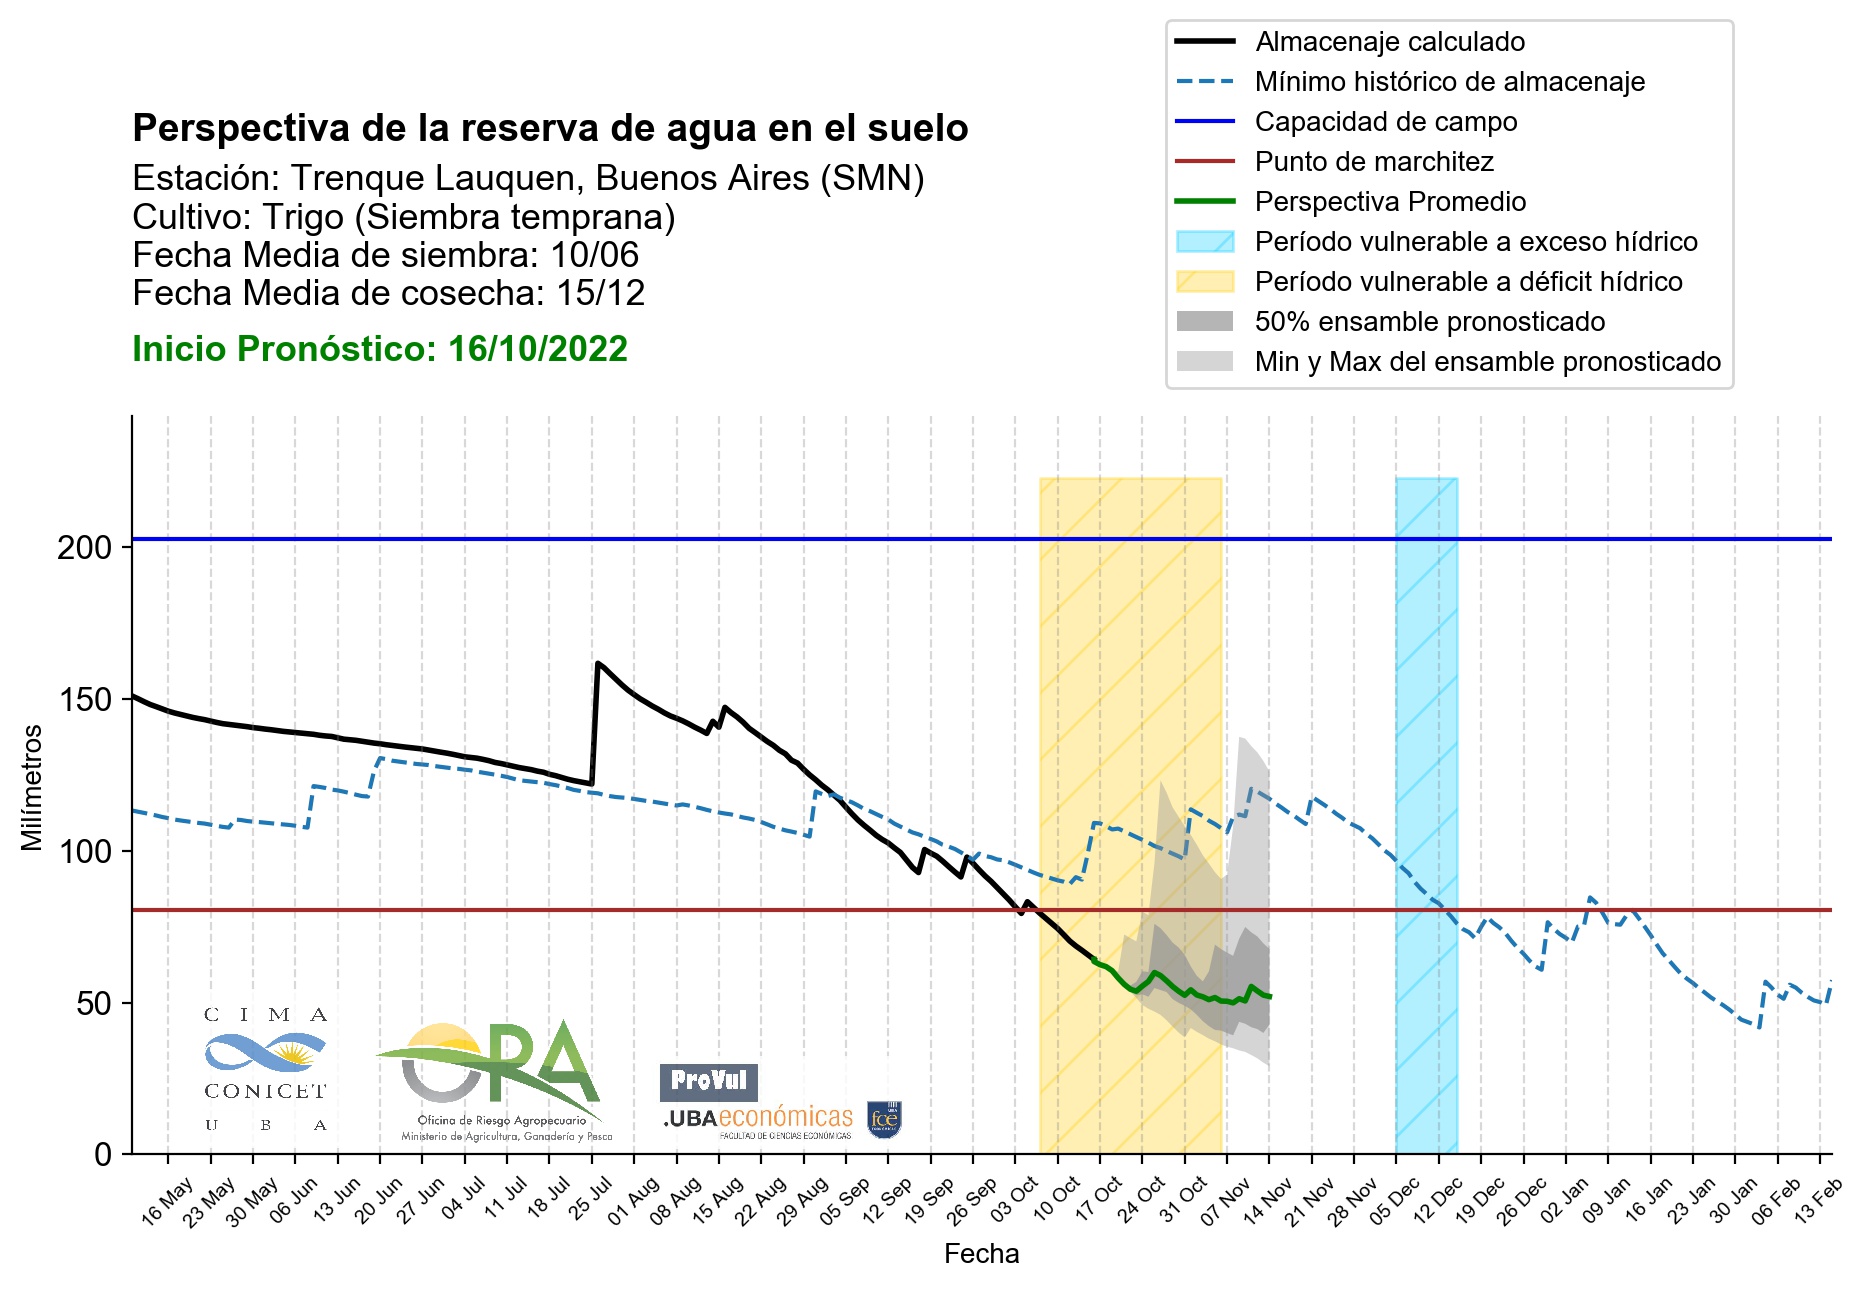 Almacenaje calculado
Mínimo histórico de almacenaje
Capacidad de campo
Punto de marchitez
Perspectiva Promedio
Período vulnerable a exceso hídrico
Período vulnerable a déficit hídrico
50% ensamble pronosticado
Min y Max del ensamble pronosticado
Perspectiva de la reserva de agua en el suelo
Estación: Trenque Lauquen, Buenos Aires (SMN)
Cultivo: Trigo (Siembra temprana)
Fecha Media de siembra: 10/06
Fecha Media de cosecha: 15/12
Inicio Pronóstico: 16/10/2022
Milímetros
200
150
100
50
0
CIMA
CONICET
UBA
ORA
Oficina de Riesgo Agropecuario
Ministerio de Agricultura, Ganadería y Pesca
ProVul
.UBAeconómicas
FACULTAD DE CIENCIAS ECONÓMICAS
UBA
fce
ECONÓMICAS
16 May
23 May
30 May
06 Jun
13 Jun
20 Jun
27 Jun
04 Jul
11 Jul
18 Jul
25 Jul
01 Aug
08 Aug
15 Aug
22 Aug
29 Aug
05 Sep
12 Sep
19 Sep
26 Sep
03 Oct
10 Oct
17 Oct
24 Oct
31 Oct
07 Nov
14 Nov
21 Nov
28 Nov
05 Dec
12 Dec
19 Dec
26 Dec
02 Jan
09 Jan
16 Jan
23 Jan
30 Jan
06 Feb
13 Feb
Fecha